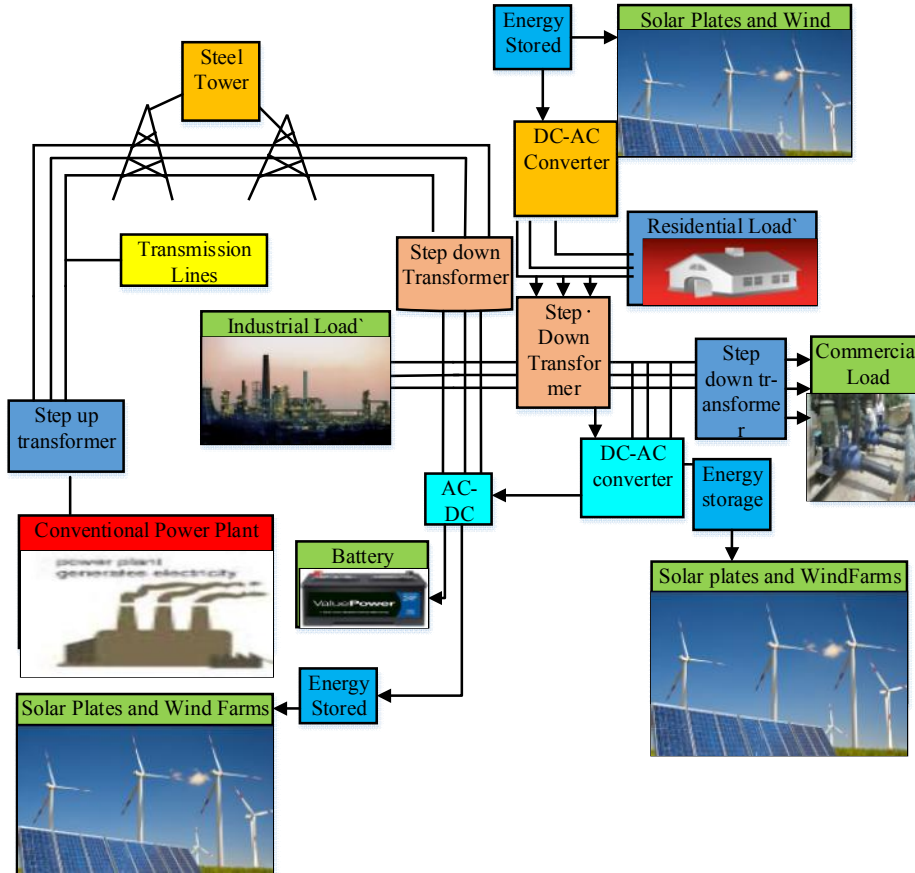 Energy
Stored
Solar Plates and Wind
Steel
Tower
DC-AC
Converter
Residential Load`
Transmission
Lines
Step down
Transformer
Industrial Load`
Step·
Down
Transfor
mer
Step
down tr-
ansforme
r
Commercia
Load
Step up
transformer
DC-AC
converter
Energy
storage
AC-
DC
Conventional Power Plant
power plant
generates electricity
Battery
ValuePower
Solar plates and WindFarms
Energy
Stored
Solar Plates and Wind Farms